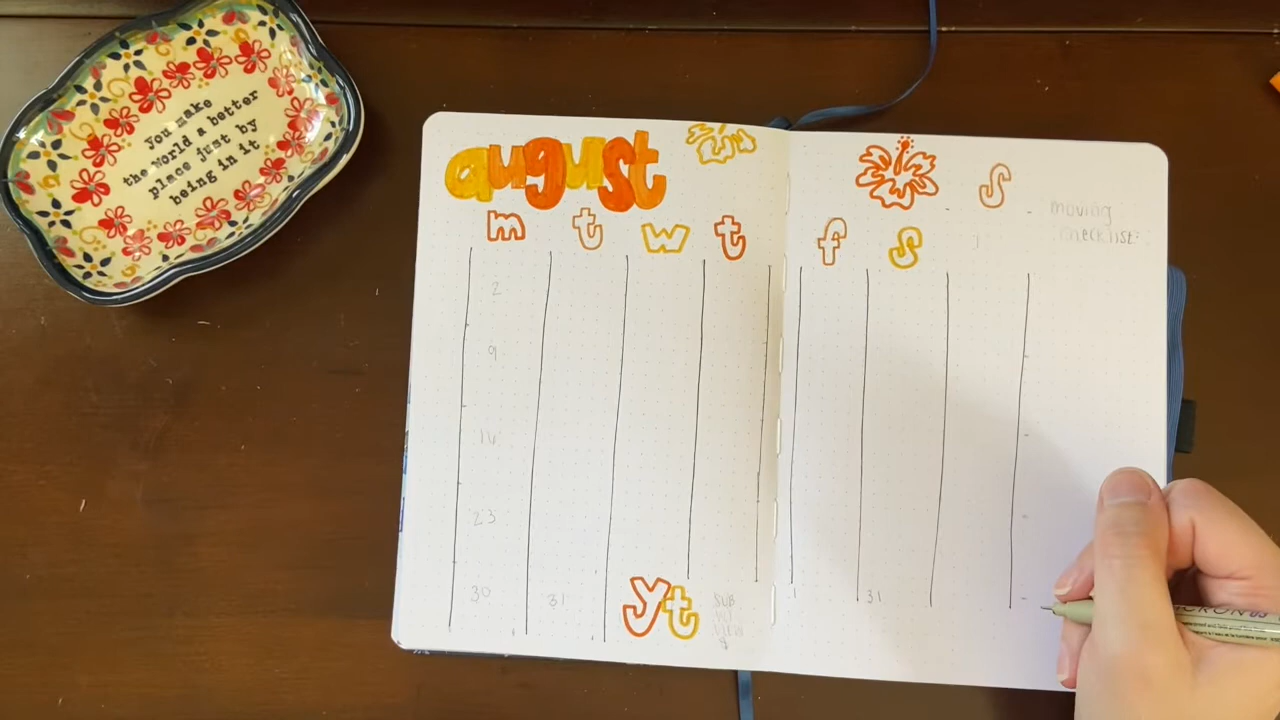 you make
the world a better
place just by
being in it
august
m t w t f s s
moving
checklist:
2
9
16
23
30 31
31
yt
SUB